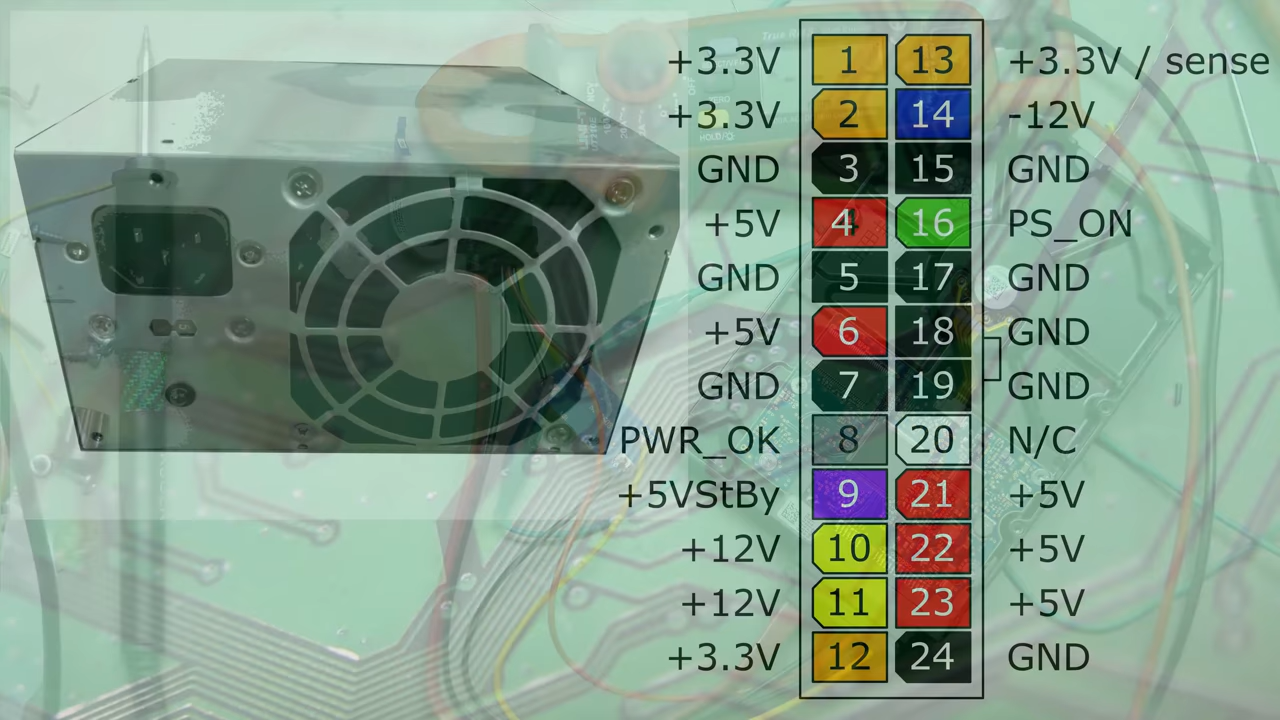 +3.3V 1 13 +3.3V / sense
+3.3V 2 14 -12V
GND 3 15 GND
+5V 4 16 PS_ON
GND 5 17 GND
+5V 6 18 GND
GND 7 19 GND
PWR_OK 8 20 N/C
+5VStBy 9 21 +5V
+12V 10 22 +5V
+12V 11 23 +5V
+3.3V 12 24 GND